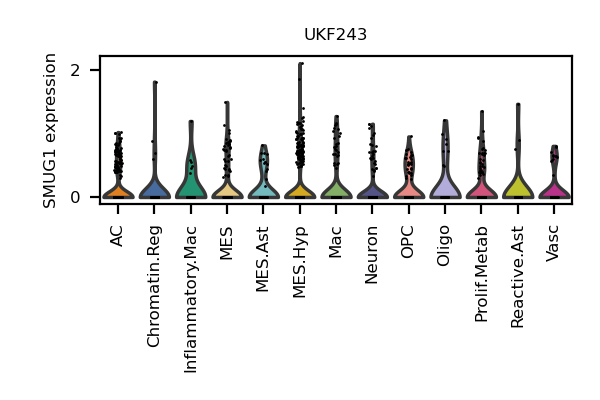 UKF243
SMUG1 expression
2
0
AC
Chromatin.Reg
Inflammatory.Mac
MES
MES.Ast
MES.Hyp
Mac
Neuron
OPC
Oligo
Prolif.Metab
Reactive.Ast
Vasc